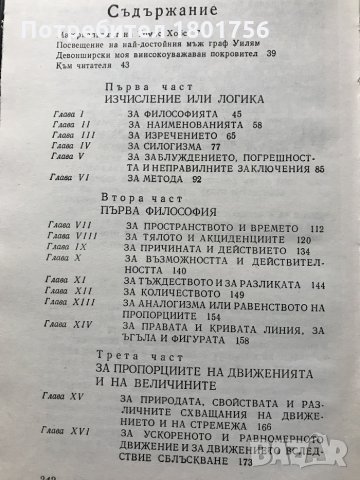 Съдържание
Потребител 1801756
Посвещение на най-достойния мъж граф Уилям
Девонширски моя винсокоуважаван покровител 39
Към читателя 43
Първа част
ИЗЧИСЛЕНИЕ ИЛИ ЛОГИКА
Глава I ЗА ФИЛОСОФИЯТА 45
Глава II ЗА НАИМЕНОВАНИЯТА 58
Глава III ЗА ИЗРЕЧЕНИЕТО 65
Глава IV ЗА СИЛОГИЗМА 77
Глава V ЗА ЗАБЛУЖДЕНИЕТО, ПОГРЕШНОСТ-
ТА И НЕПРАВИЛНИТЕ ЗАКЛЮЧЕНИЯ 85
Глава VI ЗА МЕТОДА 92
Втора част
ПЪРВА ФИЛОСОФИЯ
Глава VII ЗА ПРОСТРАНСТВОТО И ВРЕМЕТО 112
Глава VIII ЗА ТЯЛОТО И АКЦИДЕНЦИИТЕ 120
Глава IX ЗА ПРИЧИНАТА И ДЕЙСТВИЕТО 134
Глава X ЗА ВЪЗМОЖНОСТТА И ДЕЙСТВИТЕЛ-
НОСТТА 140
Глава XI ЗА ТЪЖДЕСТВОТО И ЗА РАЗЛИКАТА 144
Глава XII ЗА КОЛИЧЕСТВОТО 149
Глава XIII ЗА АНАЛОГИЗМА ИЛИ РАВЕНСТВОТО НА
ПРОПОРЦИИТЕ 154
Глава XIV ЗА ПРАВАТА И КРИВАТА ЛИНИЯ, ЗА
ЪГЪЛА И ФИГУРАТА 158
Трета част
ЗА ПРОПОРЦИИТЕ НА ДВИЖЕНИЯТА
И НА ВЕЛИЧИНИТЕ
Глава XV ЗА ПРИРОДАТА, СВОЙСТВАТА И РАЗ-
ЛИЧНИТЕ СХВАЩАНИЯ НА ДВИЖЕ-
НИЕТО И НА СТРЕМЕЖА 166
Глава XVI ЗА УСКОРЕНОТО И РАВНОМЕРНОТО
ДВИЖЕНИЕ И ЗА ДВИЖЕНИЕТО ВСЛЕД-
СТВИЕ СБЛЪСКВАНЕ 173
bazar